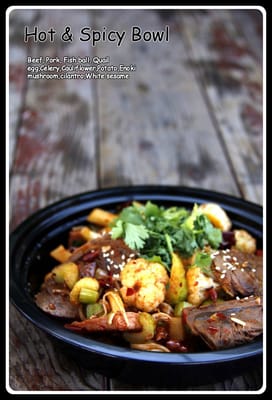 Hot & Spicy Bowl
Beef, Pork, Fish ball, Quail
egg,Celery,Cauliflower,Potato,Enoki
mushroom,cilantro,White sesame